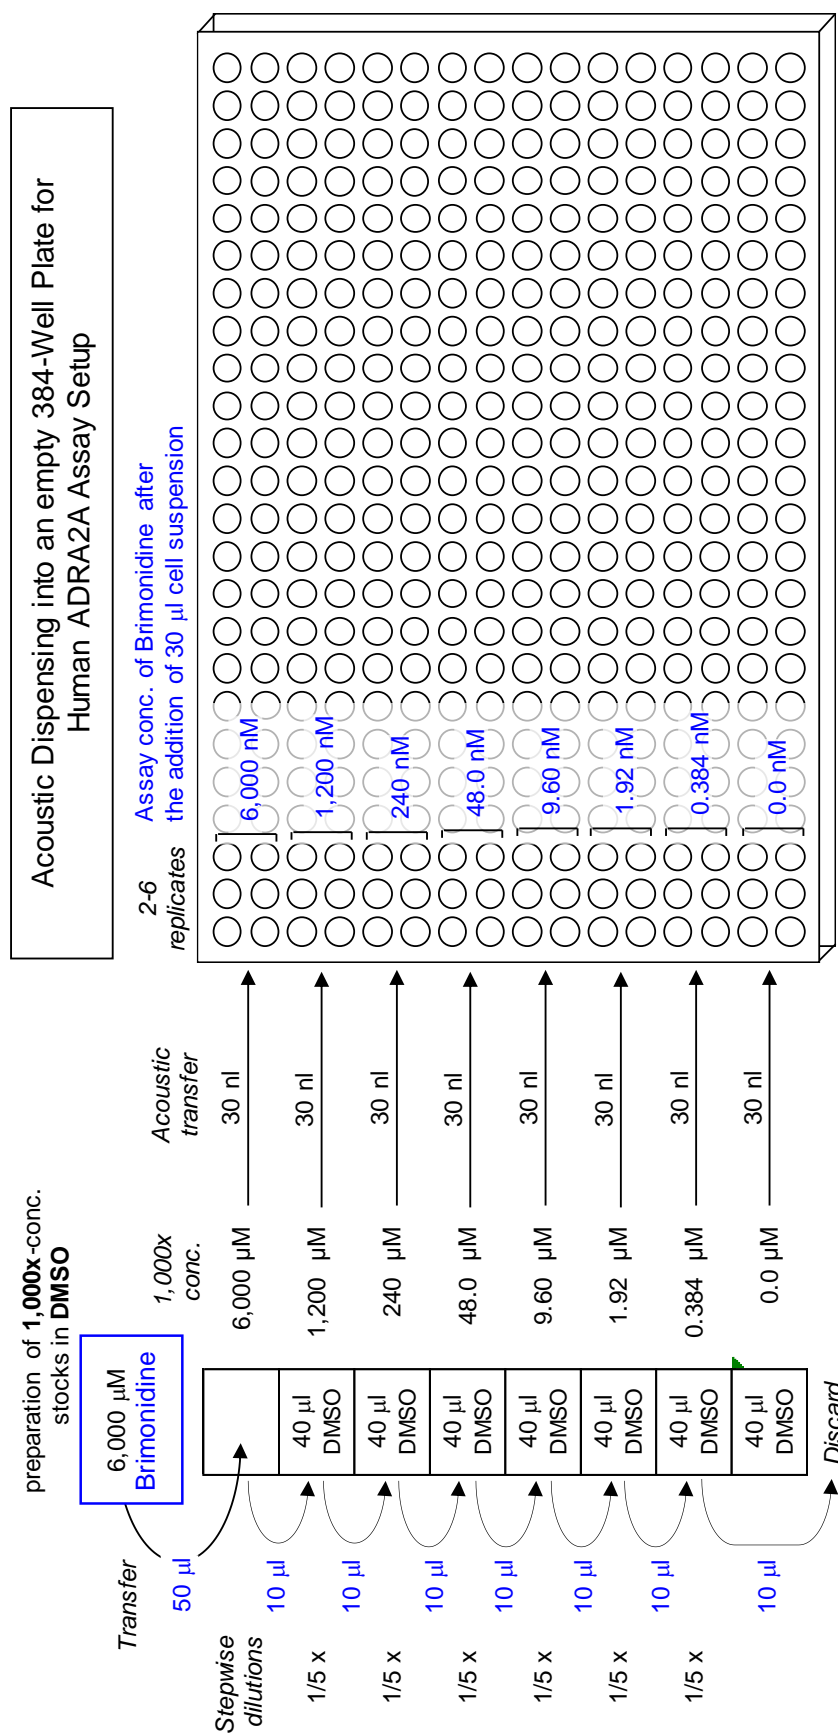 Acoustic Dispensing into an empty 384-Well Plate for
Human ADRA2A Assay Setup
preparation of 1,000x-conc.
stocks in DMSO
Transfer
50 µl
6,000 µM
Brimonidine
1,000x
conc.
Acoustic
transfer
2-6
replicates
Assay conc. of Brimonidine after
the addition of 30 µl cell suspension
Stepwise
dilutions
6,000 µM
30 nl
6,000 nM
10 µl
1/5 x
40 µl
DMSO
1,200 µM
30 nl
1,200 nM
10 µl
1/5 x
40 µl
DMSO
240 µM
30 nl
240 nM
10 µl
1/5 x
40 µl
DMSO
48.0 µM
30 nl
48.0 nM
10 µl
1/5 x
40 µl
DMSO
9.60 µM
30 nl
9.60 nM
10 µl
1/5 x
40 µl
DMSO
1.92 µM
30 nl
1.92 nM
10 µl
1/5 x
40 µl
DMSO
0.384 µM
30 nl
0.384 nM
10 µl
40 µl
DMSO
0.0 µM
30 nl
0.0 nM
Discard